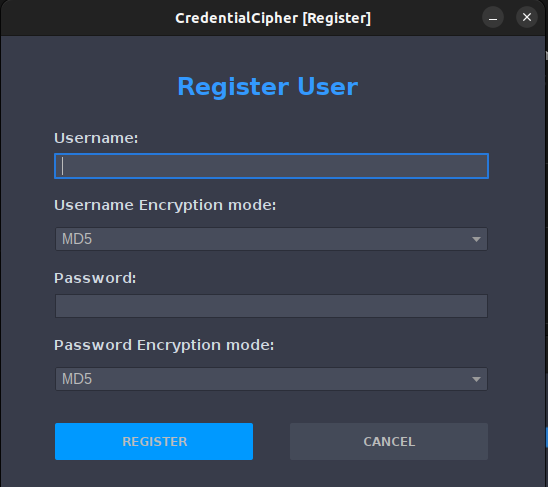 CredentialCipher [Register]
Register User
Username:
Username Encryption mode:
MD5
Password:
Password Encryption mode:
MD5
REGISTER CANCEL